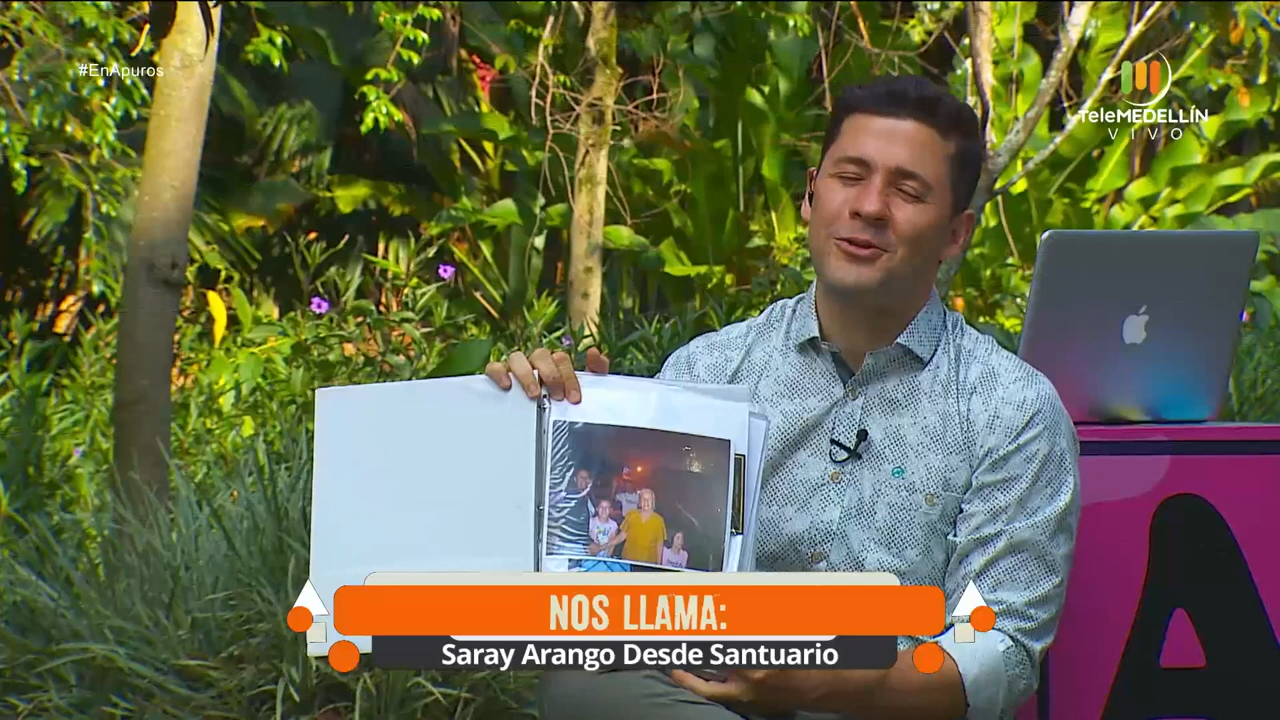 #EnApuros
TeleMEDELLÍN
VIVO
NOS LLAMA:
Saray Arango Desde Santuario
A